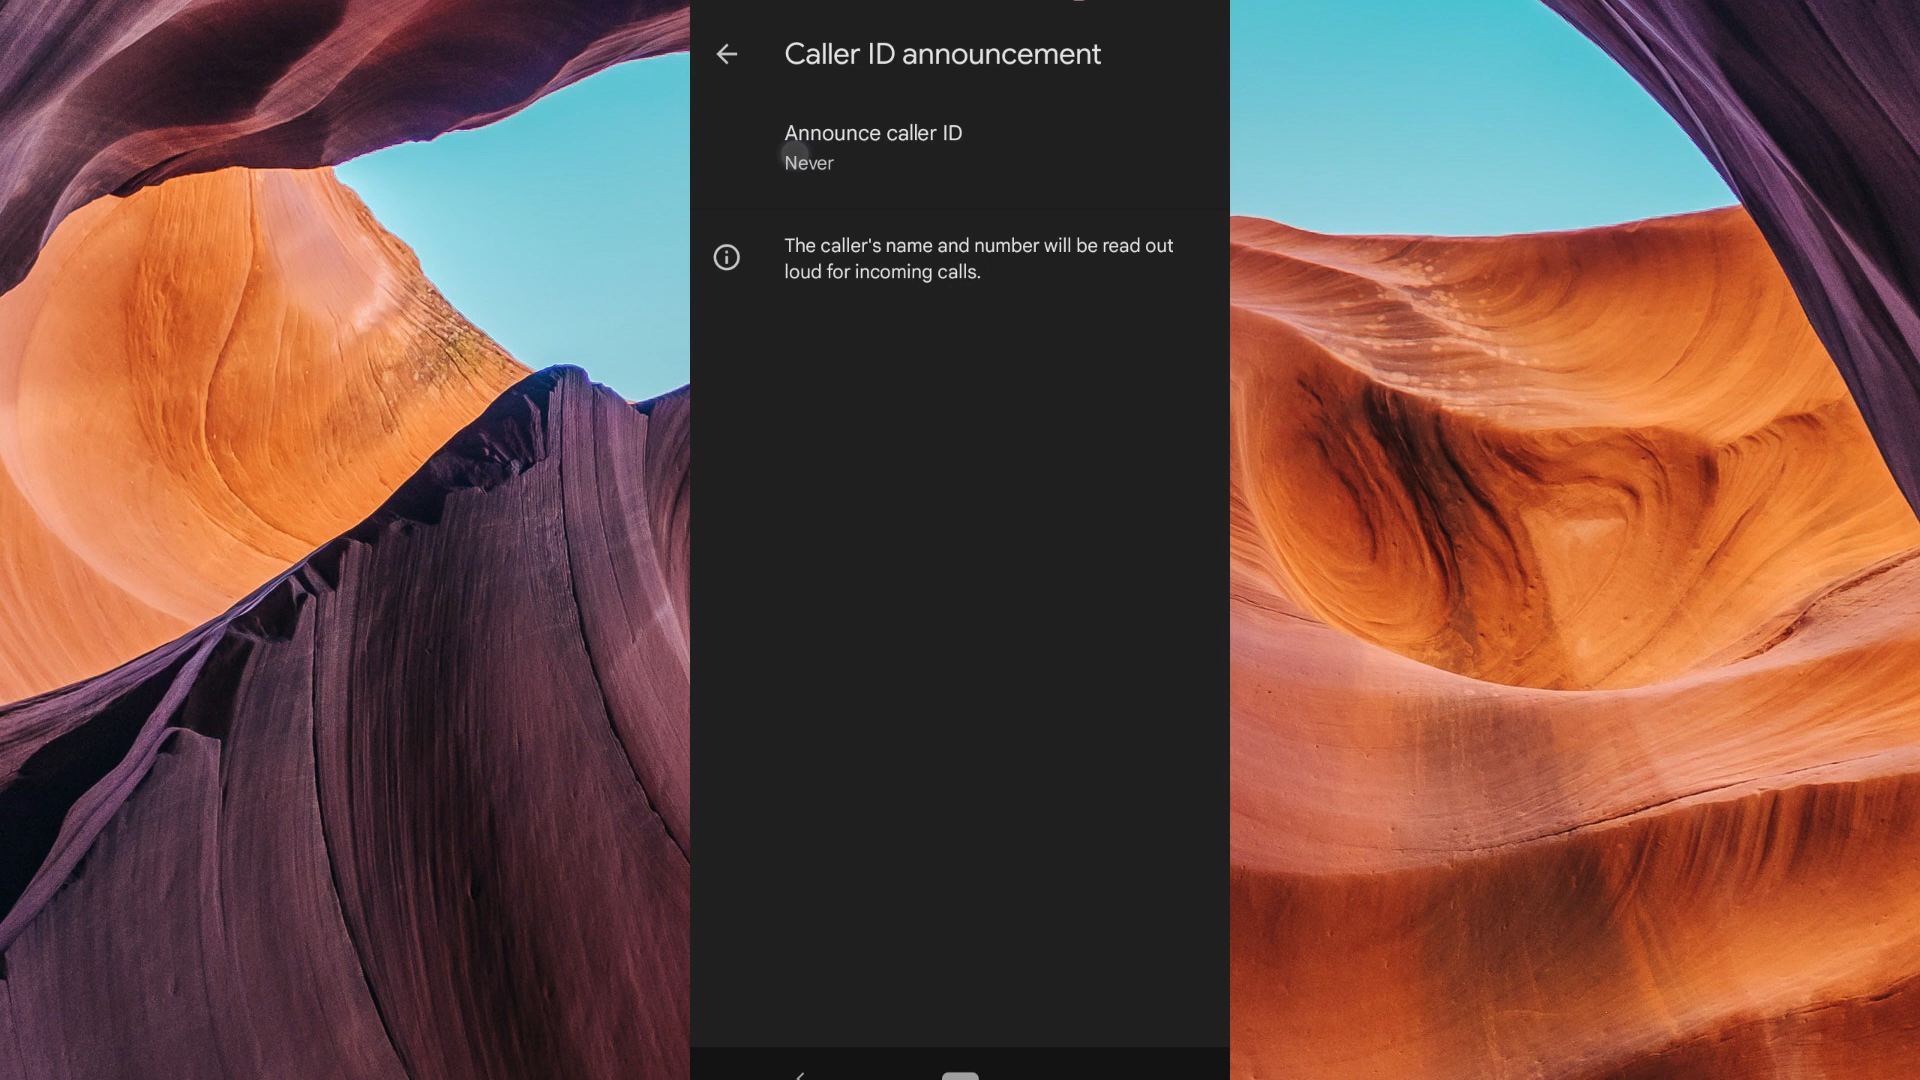 Caller ID announcement
Announce caller ID
Never
The caller's name and number will be read out
loud for incoming calls.